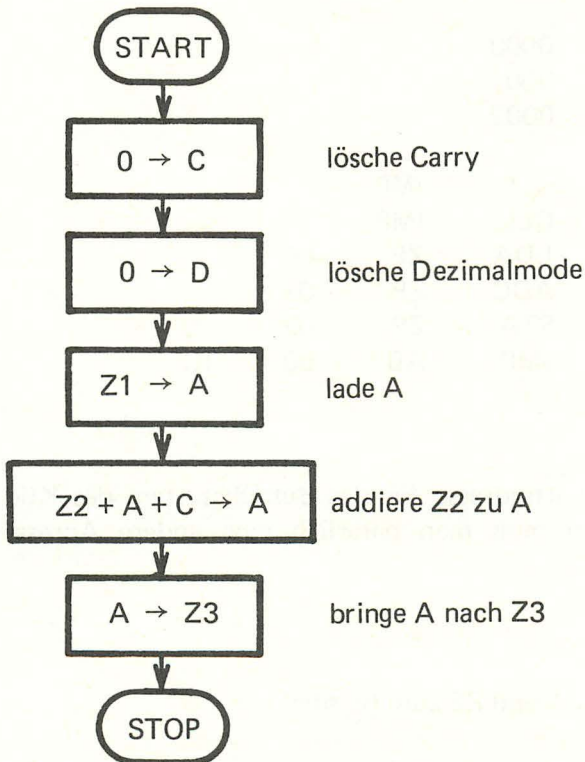 START
0 → C lösche Carry
0 → D lösche Dezimalmode
Z1 → A lade A
Z2 + A + C → A addiere Z2 zu A
A → Z3 bringe A nach Z3
STOP